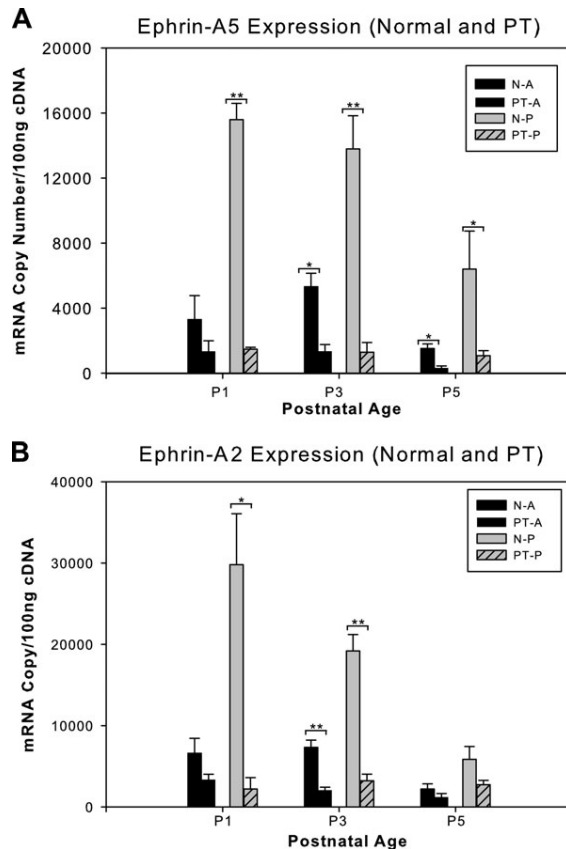 A
Ephrin-A5 Expression (Normal and PT)
mRNA Copy Number/100ng cDNA
20000
16000
12000
8000
4000
0
N-A
PT-A
N-P
PT-P
**
**
*
*
*
P1
P3
P5
Postnatal Age
B
Ephrin-A2 Expression (Normal and PT)
mRNA Copy/100ng cDNA
40000
30000
20000
10000
0
N-A
PT-A
N-P
PT-P
*
**
**
P1
P3
P5
Postnatal Age